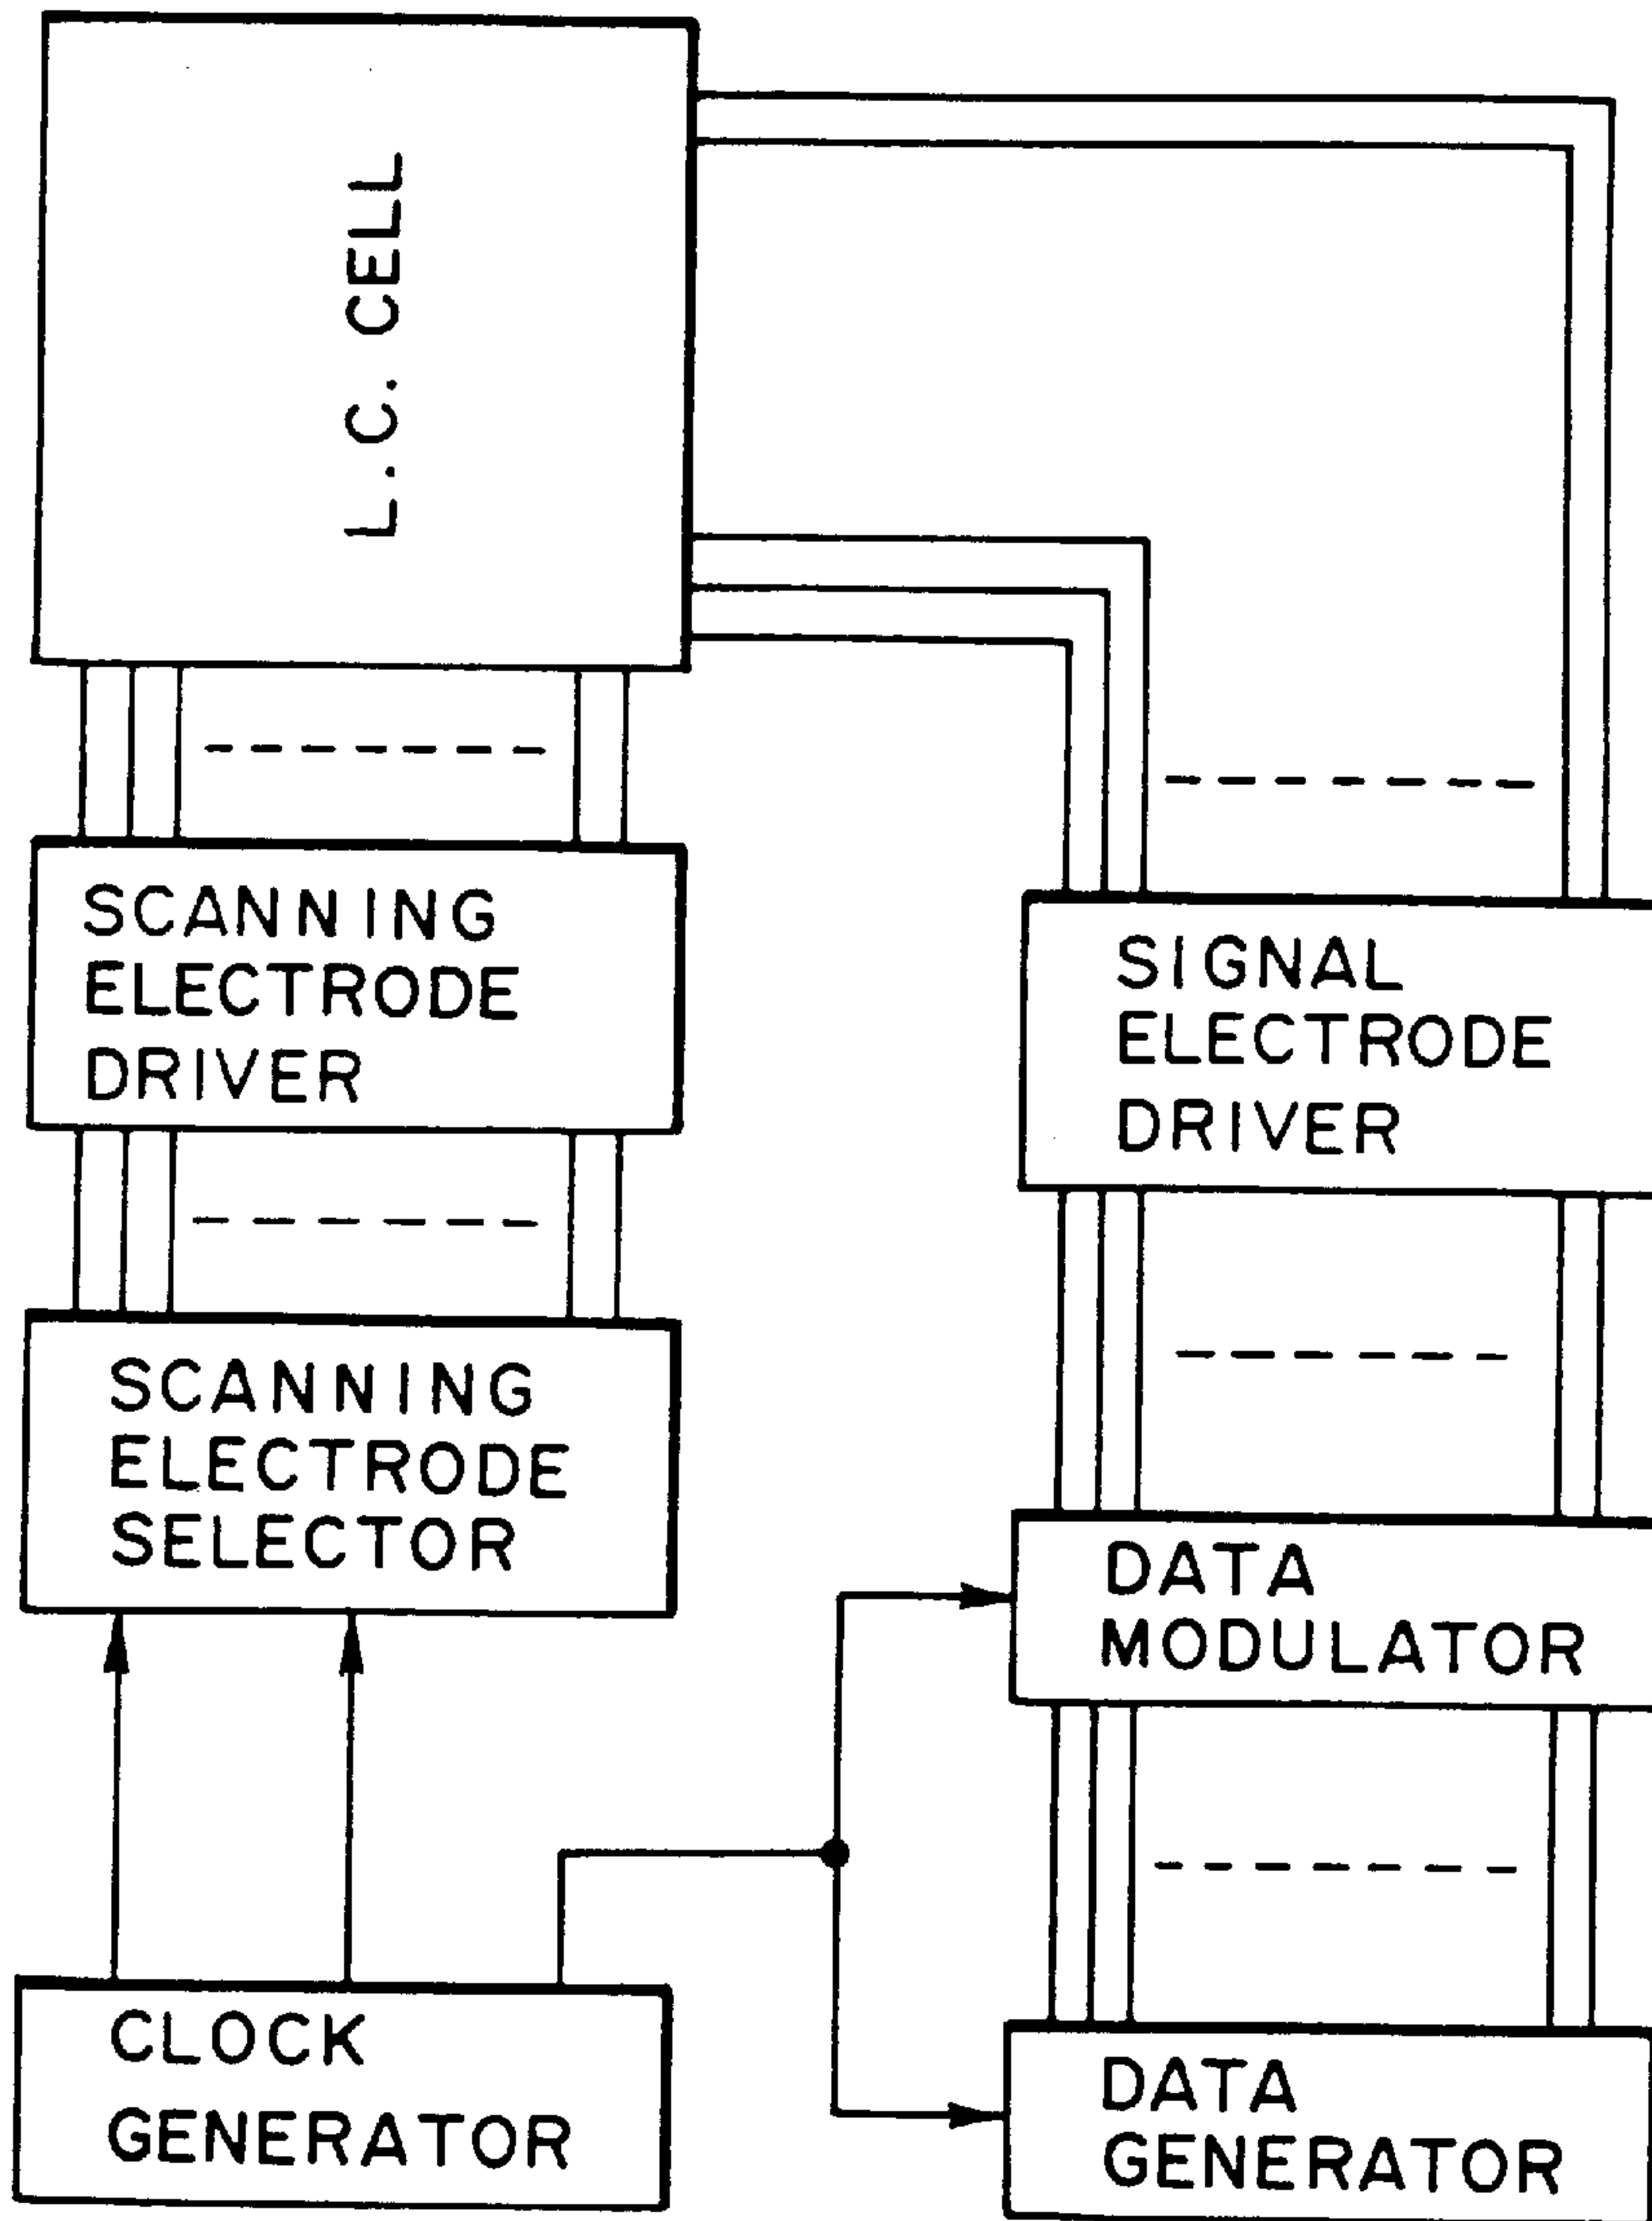 L.C. CELL
SCANNING
ELECTRODE
DRIVER
SIGNAL
ELECTRODE
DRIVER
SCANNING
ELECTRODE
SELECTOR
DATA
MODULATOR
CLOCK
GENERATOR
DATA
GENERATOR